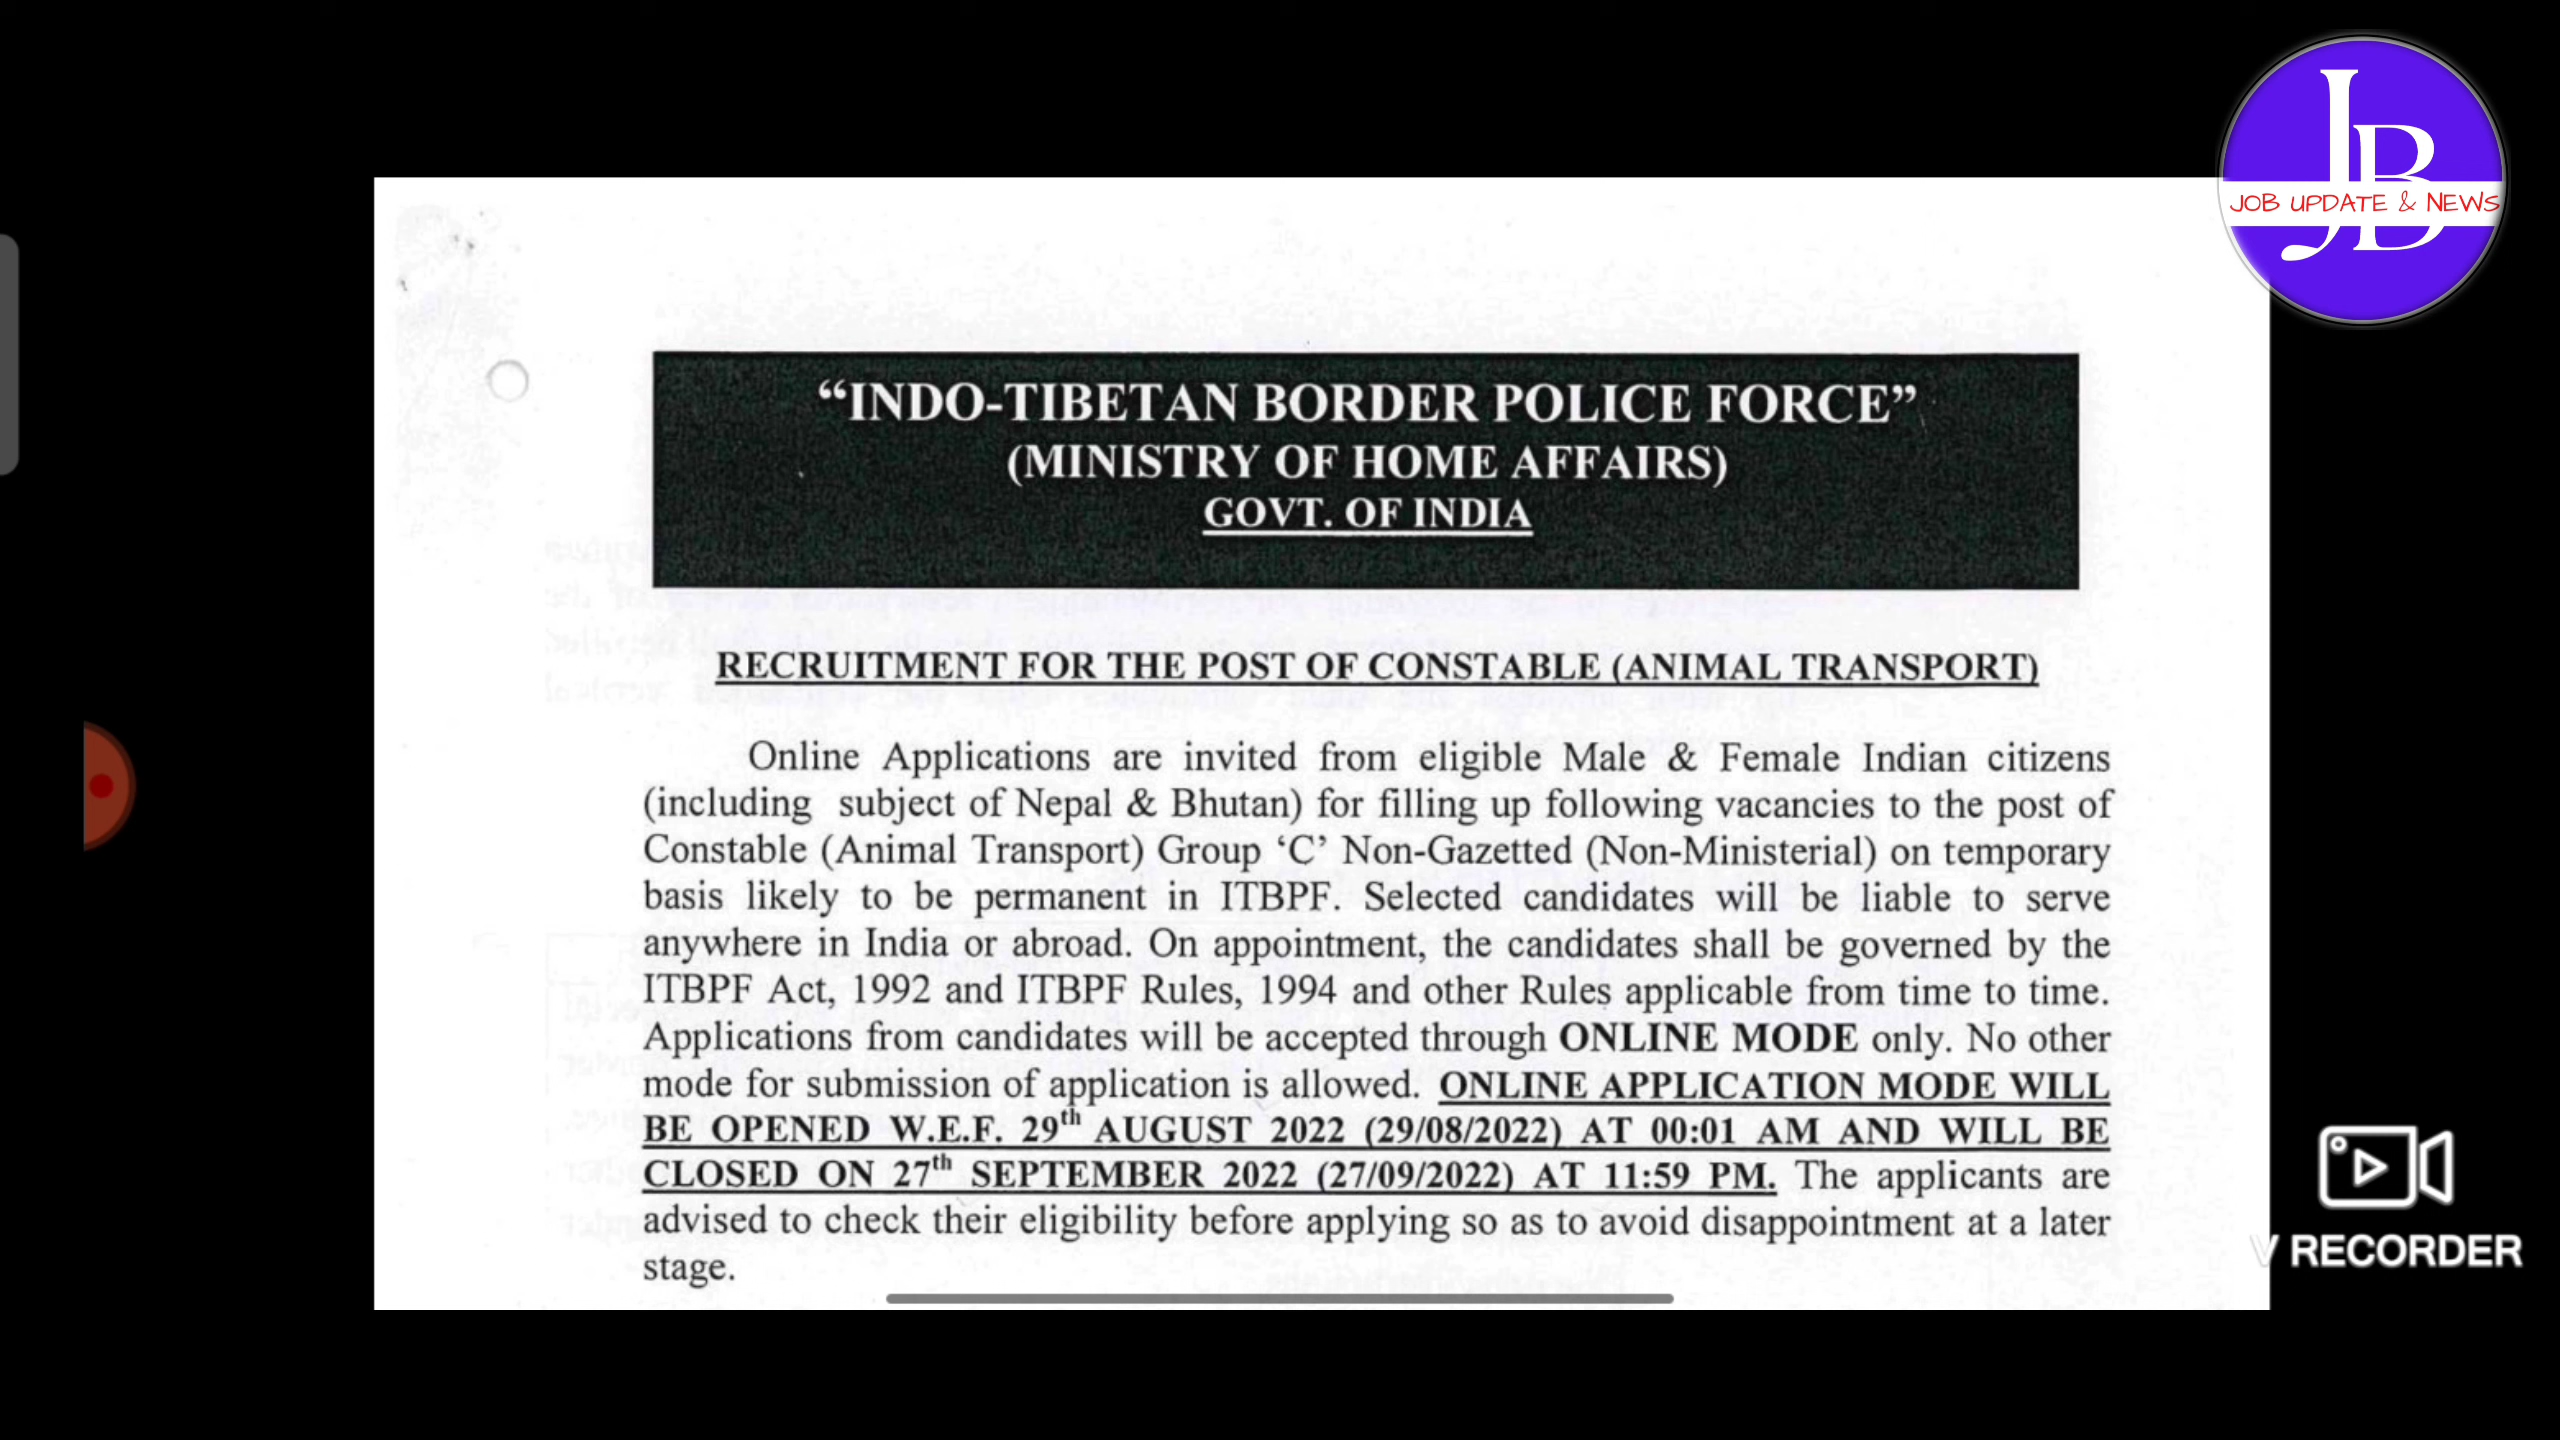 JB
JOB UPDATE & NEWS
“INDO-TIBETAN BORDER POLICE FORCE”
(MINISTRY OF HOME AFFAIRS)
GOVT. OF INDIA
RECRUITMENT FOR THE POST OF CONSTABLE (ANIMAL TRANSPORT)
Online Applications are invited from eligible Male & Female Indian citizens
(including subject of Nepal & Bhutan) for filling up following vacancies to the post of
Constable (Animal Transport) Group ‘C’ Non-Gazetted (Non-Ministerial) on temporary
basis likely to be permanent in ITBPF. Selected candidates will be liable to serve
anywhere in India or abroad. On appointment, the candidates shall be governed by the
ITBPF Act, 1992 and ITBPF Rules, 1994 and other Rules applicable from time to time.
Applications from candidates will be accepted through ONLINE MODE only. No other
mode for submission of application is allowed. ONLINE APPLICATION MODE WILL
BE OPENED W.E.F. 29th AUGUST 2022 (29/08/2022) AT 00:01 AM AND WILL BE
CLOSED ON 27th SEPTEMBER 2022 (27/09/2022) AT 11:59 PM. The applicants are
advised to check their eligibility before applying so as to avoid disappointment at a later
stage.
V RECORDER